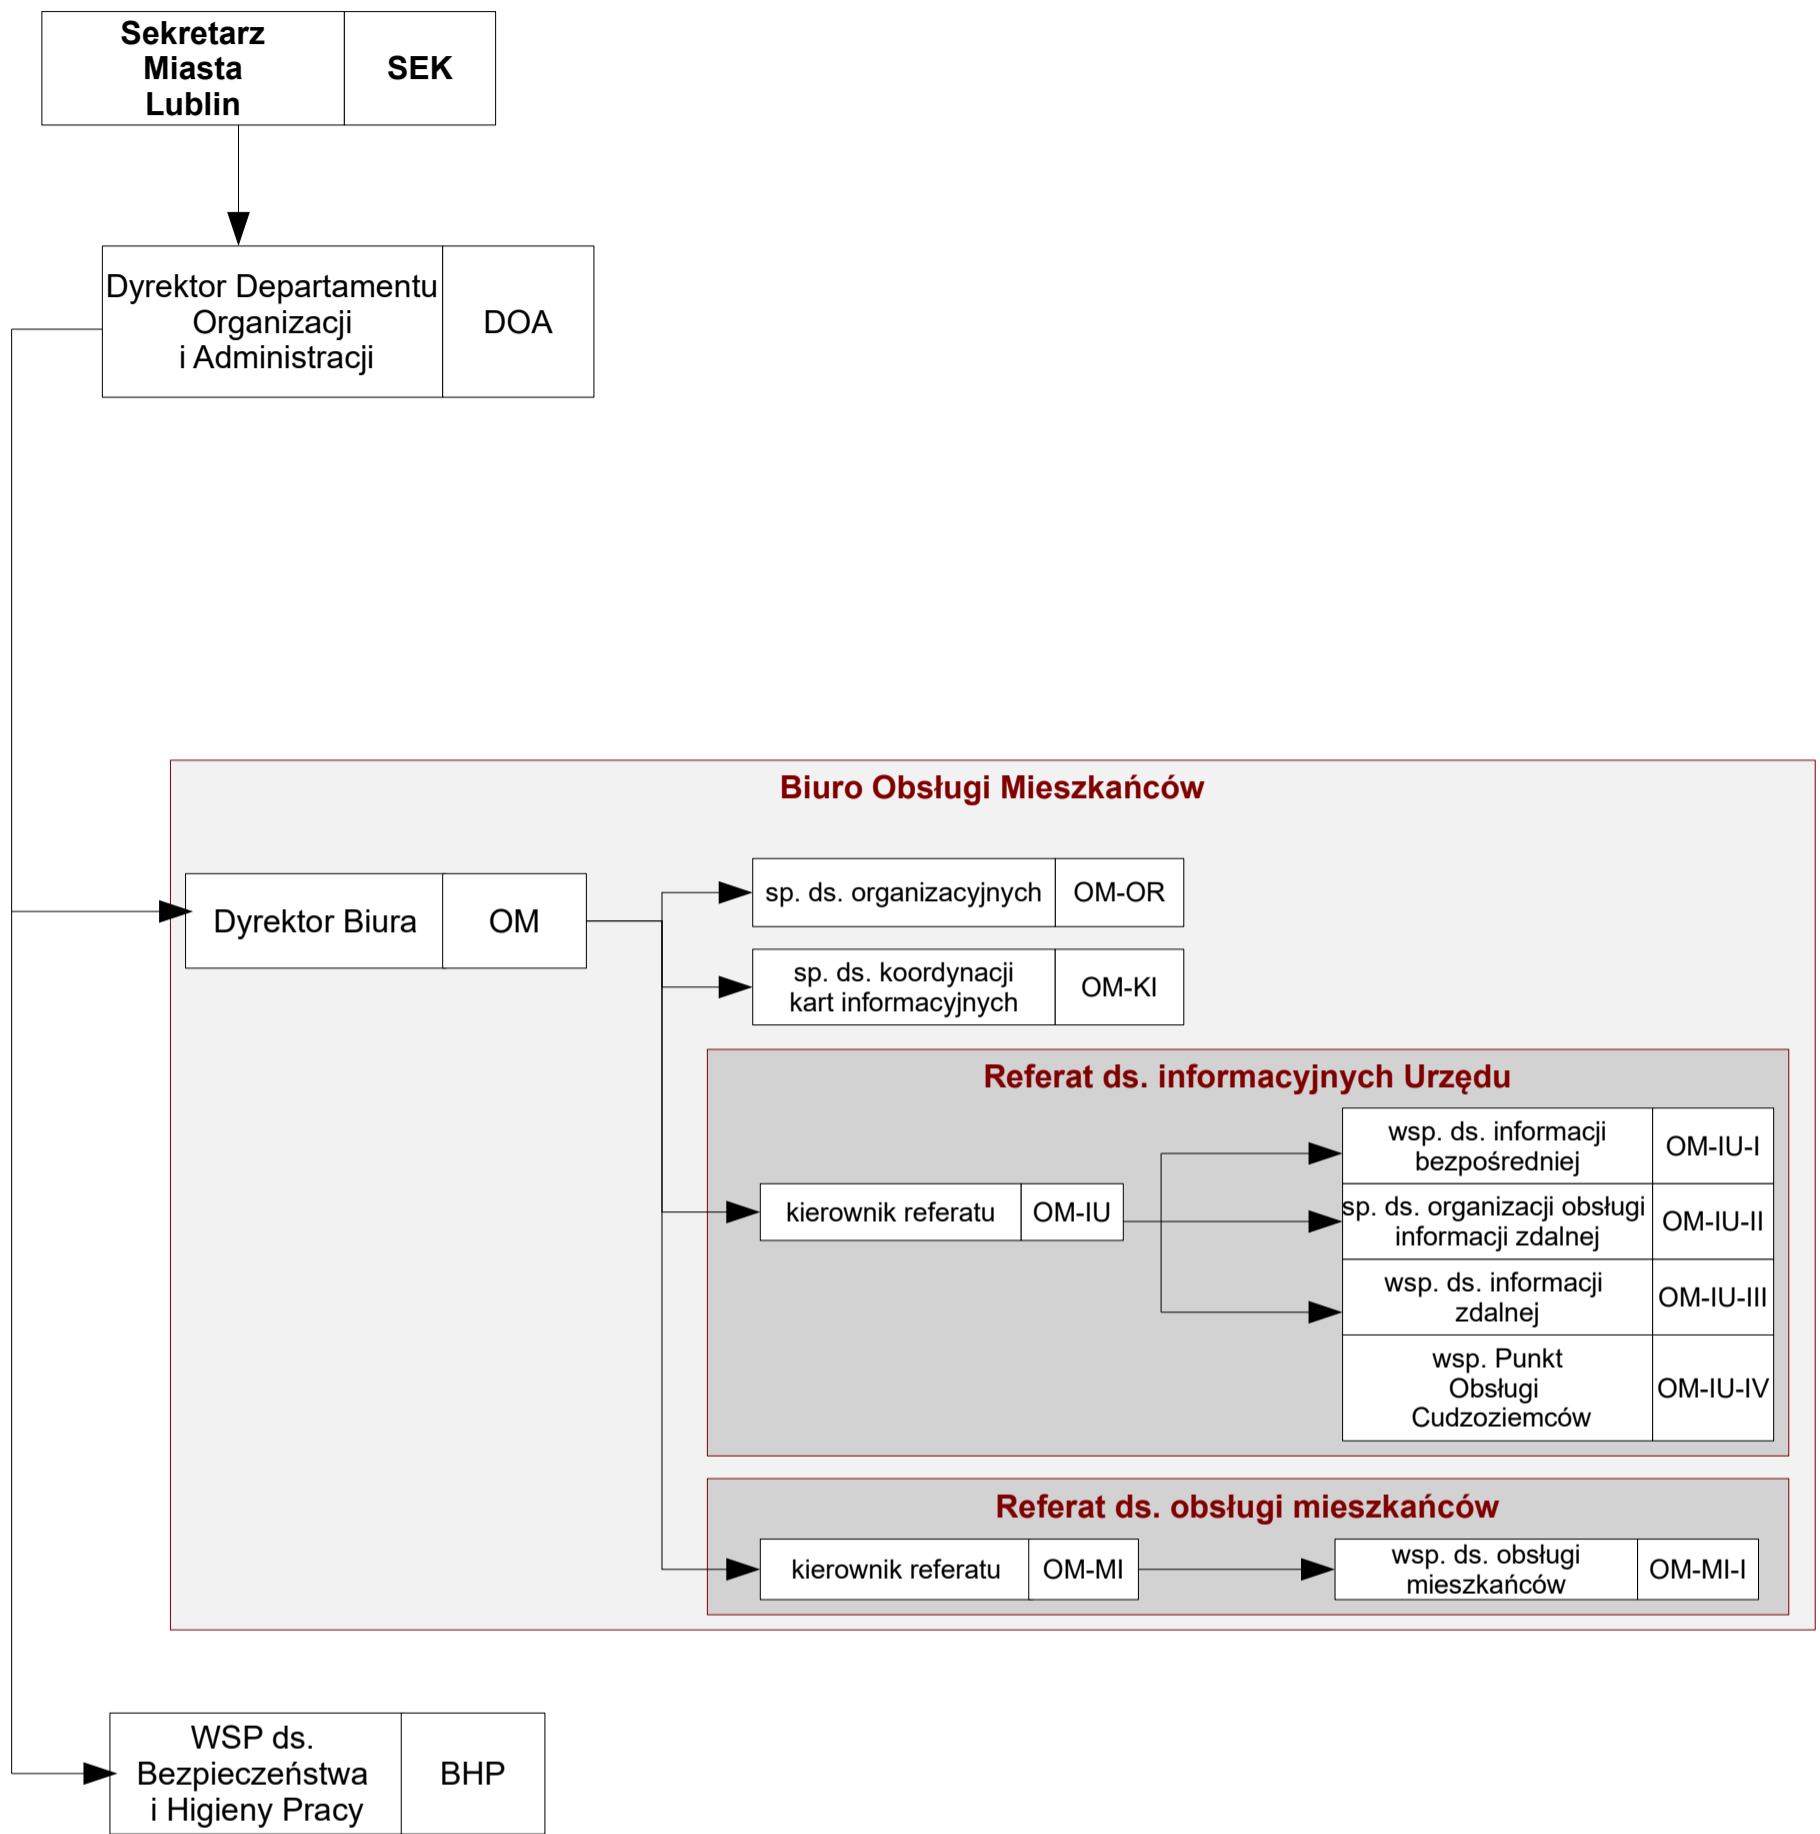 Sekretarz
Miasta
Lublin
SEK
Dyrektor Departamentu
Organizacji
i Administracji
DOA
Biuro Obsługi Mieszkańców
Dyrektor Biura
OM
sp. ds. organizacyjnych
OM-OR
sp. ds. koordynacji
kart informacyjnych
OM-KI
Referat ds. informacyjnych Urzędu
kierownik referatu
OM-IU
wsp. ds. informacji
bezpośredniej
OM-IU-I
sp. ds. organizacji obsługi
informacji zdalnej
OM-IU-II
wsp. ds. informacji
zdalnej
OM-IU-III
wsp. Punkt
Obsługi
Cudzoziemców
OM-IU-IV
Referat ds. obsługi mieszkańców
kierownik referatu
OM-MI
wsp. ds. obsługi
mieszkańców
OM-MI-I
WSP ds.
Bezpieczeństwa
i Higieny Pracy
BHP